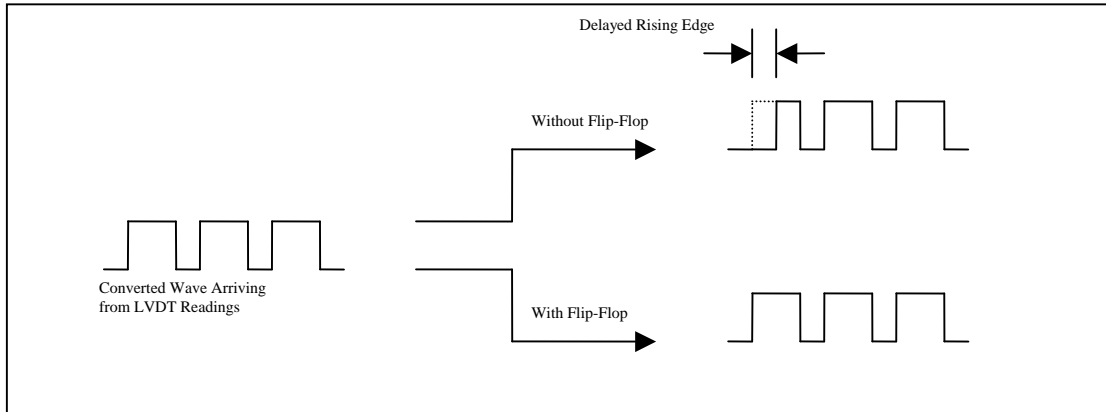 Delayed Rising Edge
Without Flip-Flop
Converted Wave Arriving
from LVDT Readings
With Flip-Flop